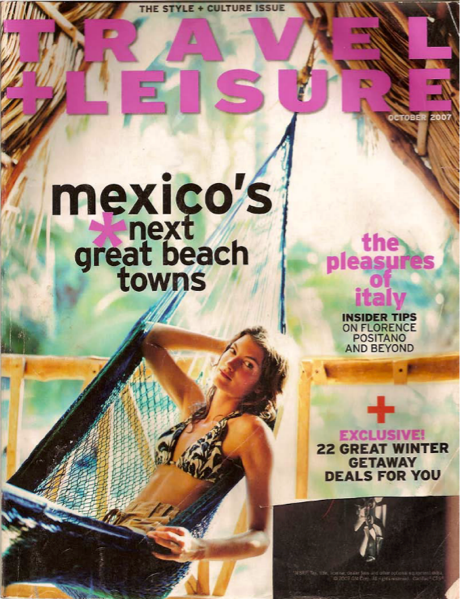 THE STYLE + CULTURE ISSUE
TRAVEL
+LEISURE
OCTOBER 2007
mexico's
*next
great beach
towns
the
pleasures
of
italy
INSIDER TIPS
ON FLORENCE
POSITANO
AND BEYOND
+
EXCLUSIVE!
22 GREAT WINTER
GETAWAY
DEALS FOR YOU